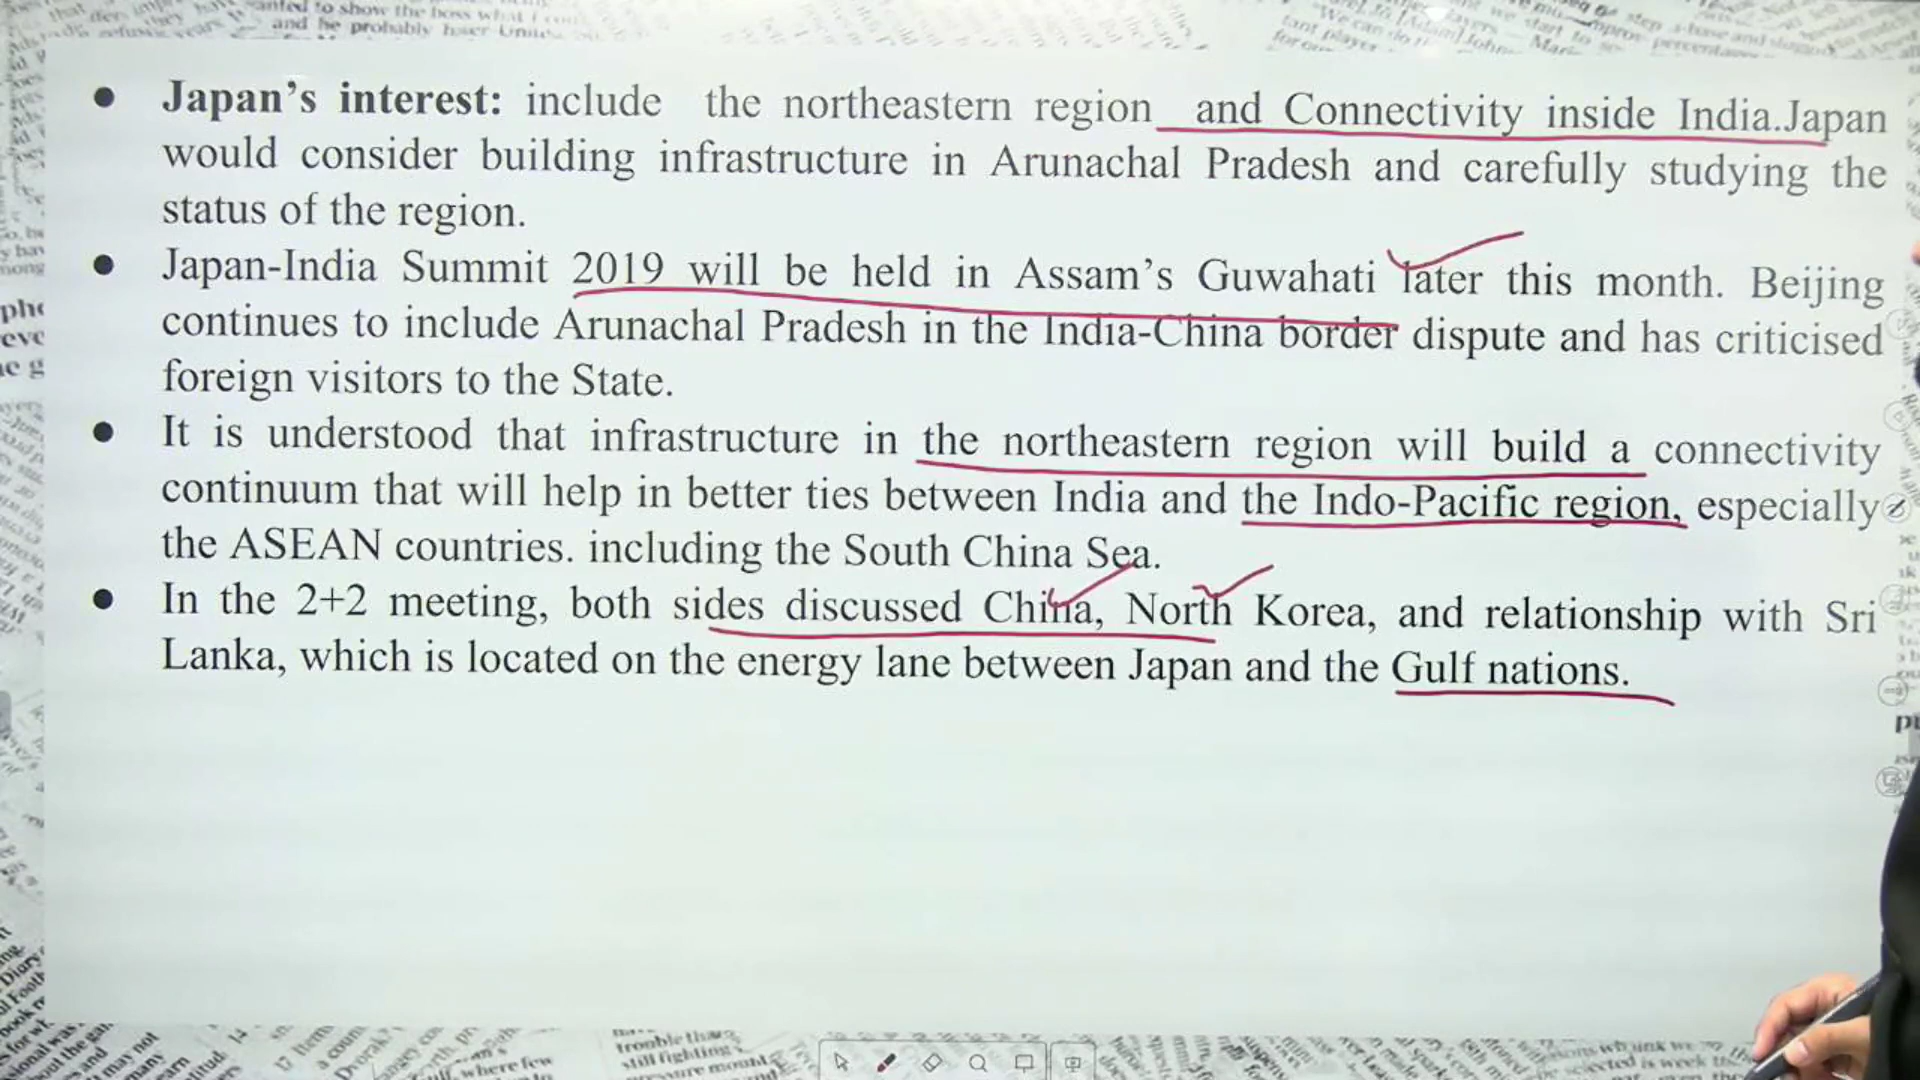 ● Japan's interest: include the northeastern region and Connectivity inside India.Japan
would consider building infrastructure in Arunachal Pradesh and carefully studying the
status of the region.
● Japan-India Summit 2019 will be held in Assam's Guwahati later this month. Beijing
continues to include Arunachal Pradesh in the India-China border dispute and has criticised
foreign visitors to the State.
● It is understood that infrastructure in the northeastern region will build a connectivity
continuum that will help in better ties between India and the Indo-Pacific region, especially
the ASEAN countries. including the South China Sea.
● In the 2+2 meeting, both sides discussed China, North Korea, and relationship with Sri
Lanka, which is located on the energy lane between Japan and the Gulf nations.